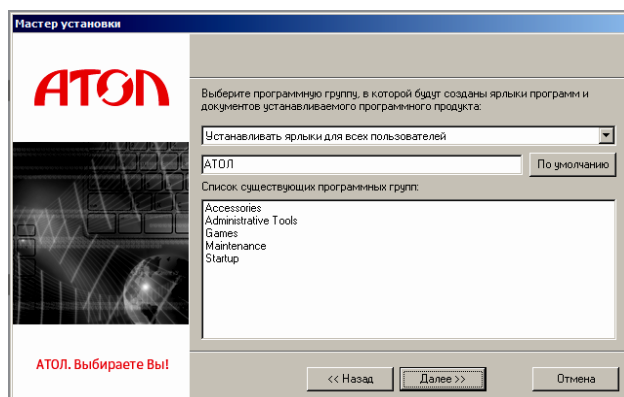 Мастер установки
АТОЛ
Выберите программную группу, в которой будут созданы ярлыки программ и
документов устанавливаемого программного продукта:
Устанавливать ярлыки для всех пользователей
АТОЛ
По умолчанию
Список существующих программных групп:
Accessories
Administrative Tools
Games
Maintenance
Startup
АТОЛ. Выбираете Вы!
<< Назад
Далее >>
Отмена